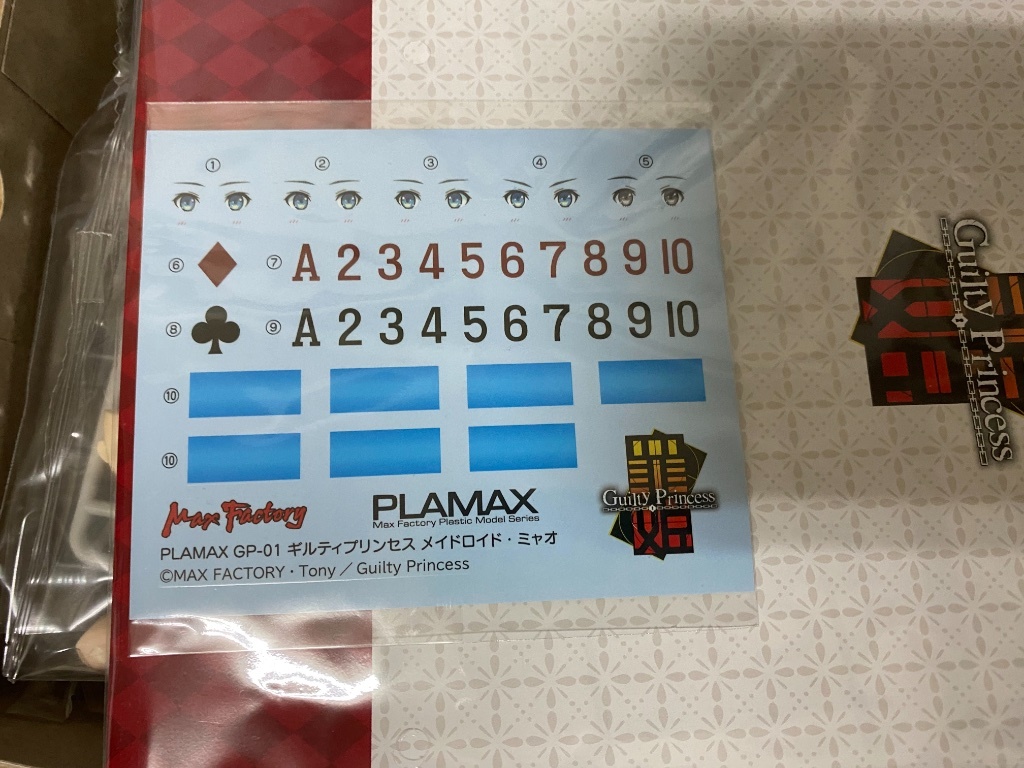 ① ② ③ ④ ⑤
⑥ ⑦ A 2 3 4 5 6 7 8 9 10
⑧ ⑨ A 2 3 4 5 6 7 8 9 10
⑩
⑩
Max Factory
PLAMAX
Max Factory Plastic Model Series
Guilty Princess
姫
PLAMAX GP-01 ギルティプリンセス メイドロイド・ミャオ
©MAX FACTORY・Tony／Guilty Princess
Guilty Princess
姫